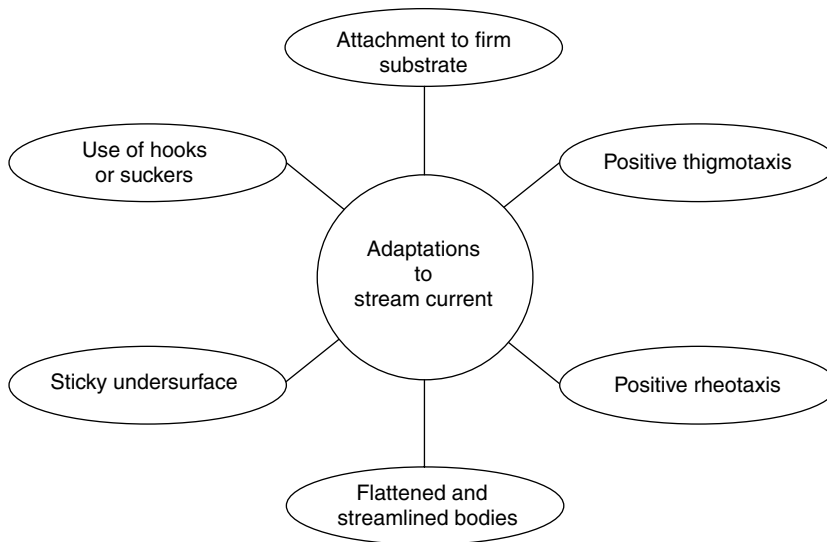 Attachment to firm
substrate
Use of hooks
or suckers
Positive thigmotaxis
Adaptations
to
stream current
Sticky undersurface
Positive rheotaxis
Flattened and
streamlined bodies